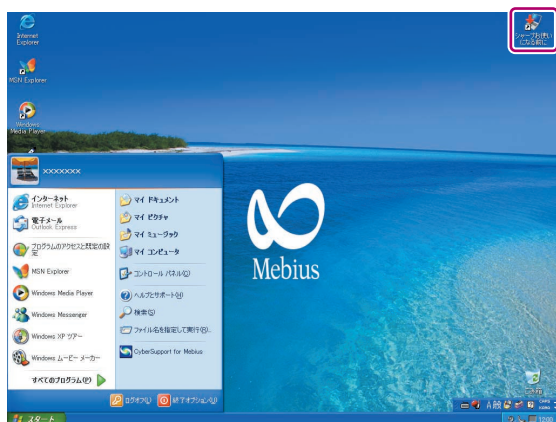 Internet
Explorer
MSN Explorer
Windows
Media Player
シャープお使い
になる前に
xxxxxxx
インターネット
Internet Explorer
電子メール
Outlook Express
プログラムのアクセスと既定の設
定
MSN Explorer
Windows Media Player
Windows Messenger
Windows XP ツアー
Windows ムービー メーカー
すべてのプログラム(P)
マイ ドキュメント
マイ ピクチャ
マイ ミュージック
マイ コンピュータ
コントロール パネル(C)
ヘルプとサポート(H)
検索(S)
ファイル名を指定して実行(R)...
CyberSupport for Mebius
ログオフ(L)
終了オプション(U)
Mebius
ごみ箱
A 般
CAPS
KANA
スタート
12:00